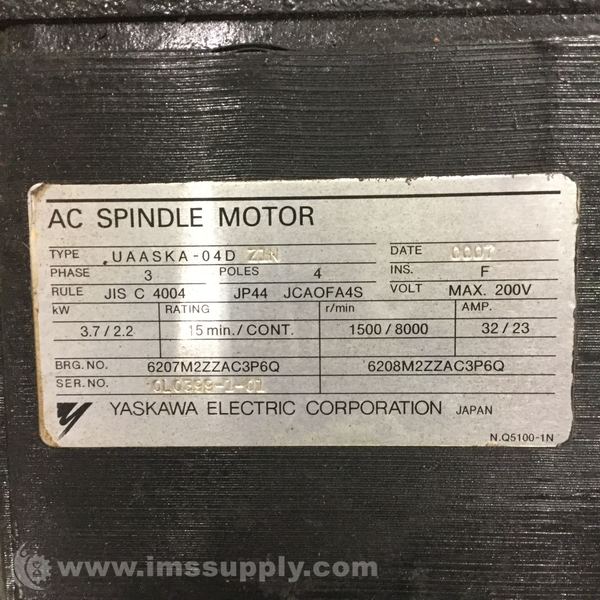 AC SPINDLE MOTOR
TYPE UAASKA-04D DATE 0007
PHASE 3 POLES 4 INS. F
RULE JIS C 4004 JP44 JCAOFA4S VOLT MAX. 200V
kW RATING r/min AMP.
3.7 / 2.2 15 min. / CONT. 1500 / 8000 32 / 23
BRG. NO. 6207M2ZZAC3P6Q 6208M2ZZAC3P6Q
SER. NO.
YASKAWA ELECTRIC CORPORATION JAPAN
N.Q5100-1N
www.imssupply.com